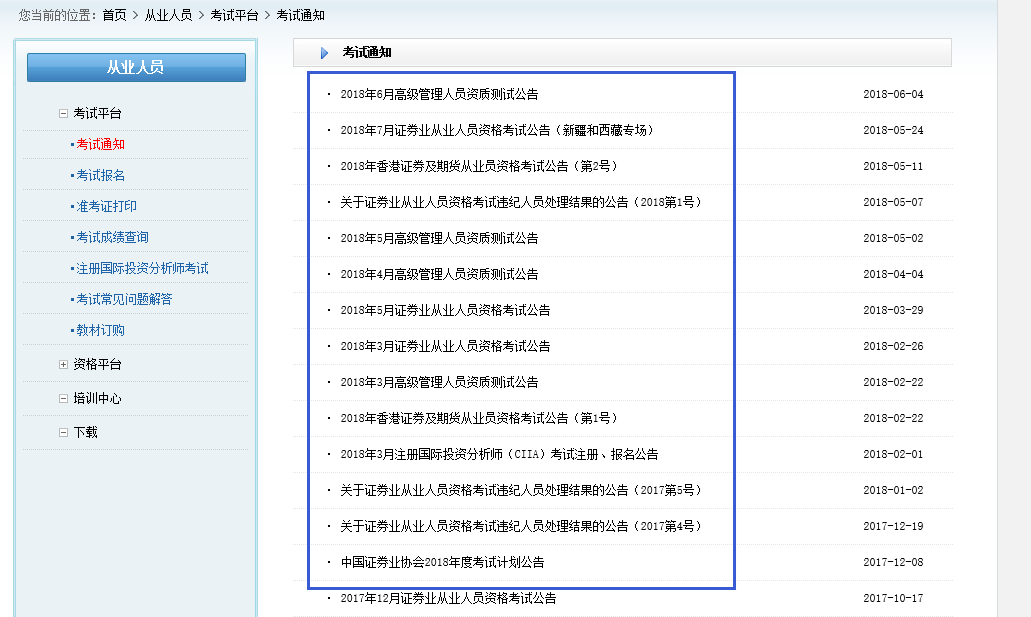 您当前的位置：首页 > 从业人员 > 考试平台 > 考试通知
从业人员
考试平台
考试通知
考试报名
准考证打印
考试成绩查询
注册国际投资分析师考试
考试常见问题解答
教材订购
资格平台
培训中心
下载
考试通知
· 2018年6月高级管理人员资质测试公告 2018-06-04
· 2018年7月证券业从业人员资格考试公告（新疆和西藏专场） 2018-05-24
· 2018年香港证券及期货从业员资格考试公告（第2号） 2018-05-11
· 关于证券业从业人员资格考试违纪人员处理结果的公告（2018第1号） 2018-05-07
· 2018年5月高级管理人员资质测试公告 2018-05-02
· 2018年4月高级管理人员资质测试公告 2018-04-04
· 2018年5月证券业从业人员资格考试公告 2018-03-29
· 2018年3月证券业从业人员资格考试公告 2018-02-26
· 2018年3月高级管理人员资质测试公告 2018-02-22
· 2018年香港证券及期货从业员资格考试公告（第1号） 2018-02-22
· 2018年3月注册国际投资分析师（CIIA）考试注册、报名公告 2018-02-01
· 关于证券业从业人员资格考试违纪人员处理结果的公告（2017第5号） 2018-01-02
· 关于证券业从业人员资格考试违纪人员处理结果的公告（2017第4号） 2017-12-19
· 中国证券业协会2018年度考试计划公告 2017-12-08
· 2017年12月证券业从业人员资格考试公告 2017-10-17